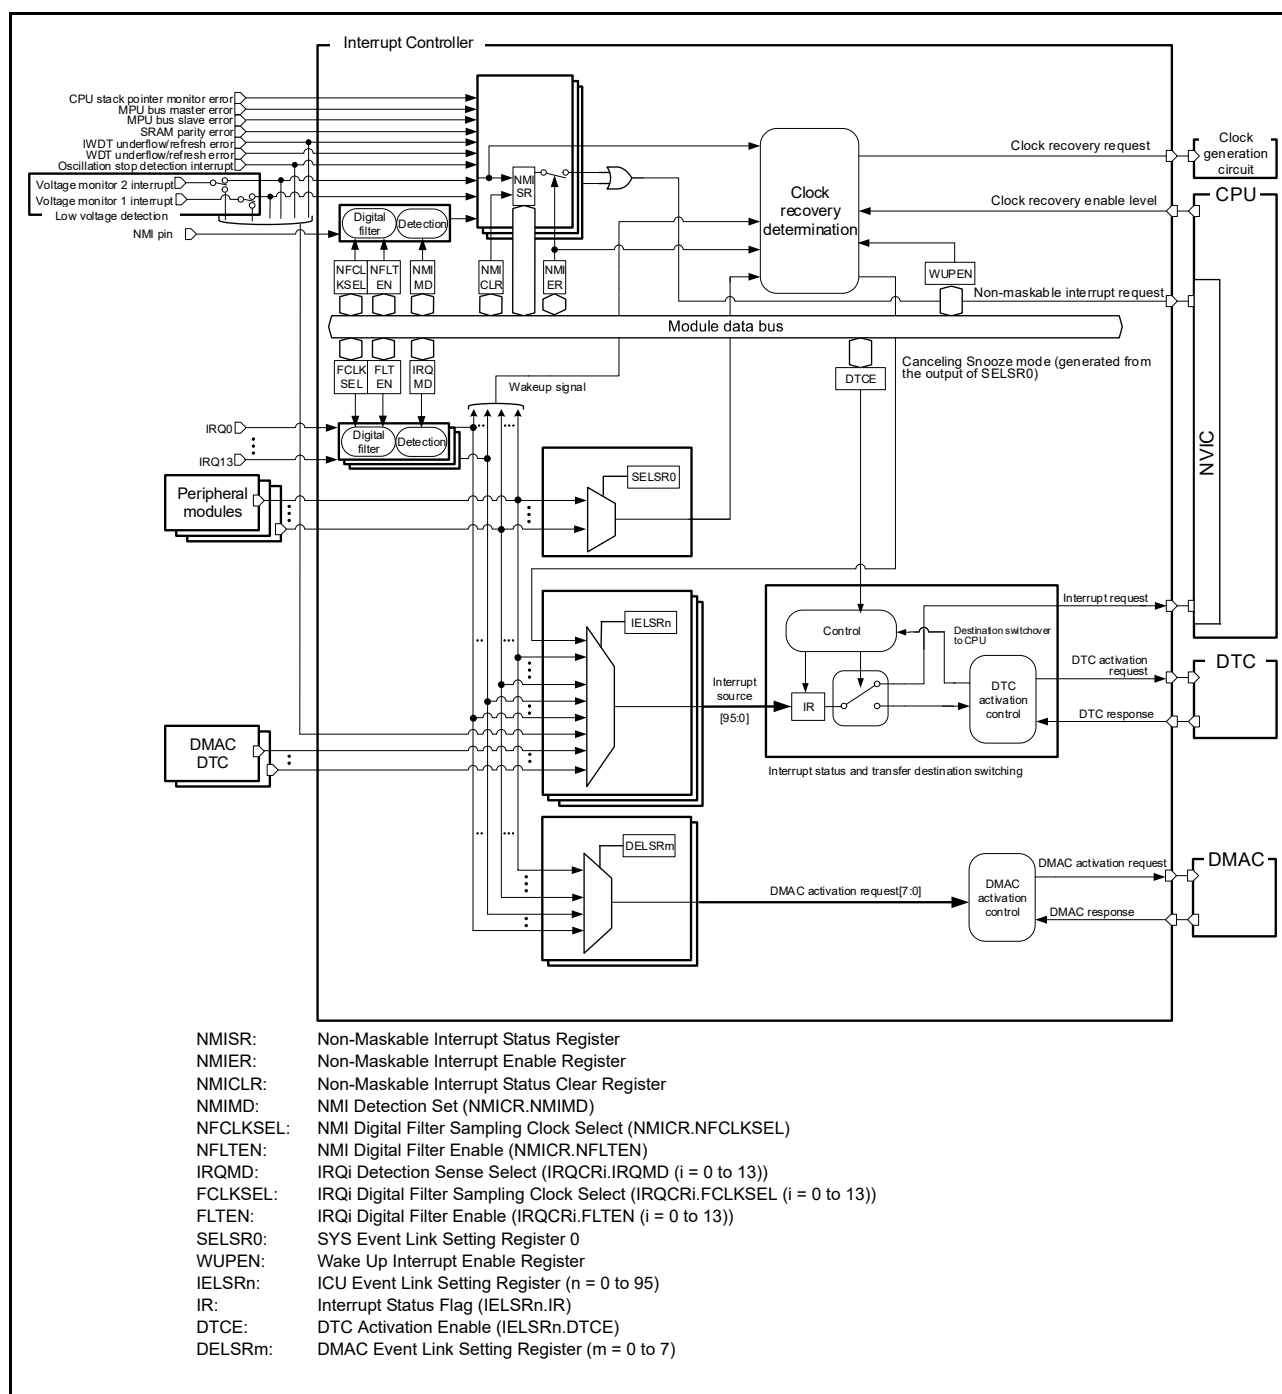 Interrupt Controller
CPU stack pointer monitor error
MPU bus master error
MPU bus slave error
SRAM parity error
IWDT underflow/refresh error
WDT underflow/refresh error
Oscillation stop detection interrupt
Voltage monitor 2 interrupt
Voltage monitor 1 interrupt
Low voltage detection
NMI pin
Digital
filter
Detection
NMI
SR
Clock
recovery
determination
Clock recovery request
Clock
generation
circuit
Clock recovery enable level
CPU
NFCL
KSEL
NFLT
EN
NMI
MD
NMI
CLR
NMI
ER
WUPEN
Non-maskable interrupt request
Module data bus
FCLK
SEL
FLT
EN
IRQ
MD
Wakeup signal
DTCE
Canceling Snooze mode (generated from
the output of SELSR0)
NVIC
IRQ0
IRQ13
Digital
filter
Detection
Peripheral
modules
SELSR0
IELSRn
Interrupt
source
[95:0]
Control
Destination switchover
to CPU
Interrupt request
IR
DTC
activation
control
DTC activation
request
DTC response
DTC
Interrupt status and transfer destination switching
DMAC
DTC
DELSRm
DMAC activation request[7:0]
DMAC
activation
control
DMAC activation request
DMAC response
DMAC
NMISR: Non-Maskable Interrupt Status Register
NMIER: Non-Maskable Interrupt Enable Register
NMICLR: Non-Maskable Interrupt Status Clear Register
NMIMD: NMI Detection Set (NMICR.NMIMD)
NFCLKSEL: NMI Digital Filter Sampling Clock Select (NMICR.NFCLKSEL)
NFLTEN: NMI Digital Filter Enable (NMICR.NFLTEN)
IRQMD: IRQi Detection Sense Select (IRQCRi.IRQMD (i = 0 to 13))
FCLKSEL: IRQi Digital Filter Sampling Clock Select (IRQCRi.FCLKSEL (i = 0 to 13))
FLTEN: IRQi Digital Filter Enable (IRQCRi.FLTEN (i = 0 to 13))
SELSR0: SYS Event Link Setting Register 0
WUPEN: Wake Up Interrupt Enable Register
IELSRn: ICU Event Link Setting Register (n = 0 to 95)
IR: Interrupt Status Flag (IELSRn.IR)
DTCE: DTC Activation Enable (IELSRn.DTCE)
DELSRm: DMAC Event Link Setting Register (m = 0 to 7)